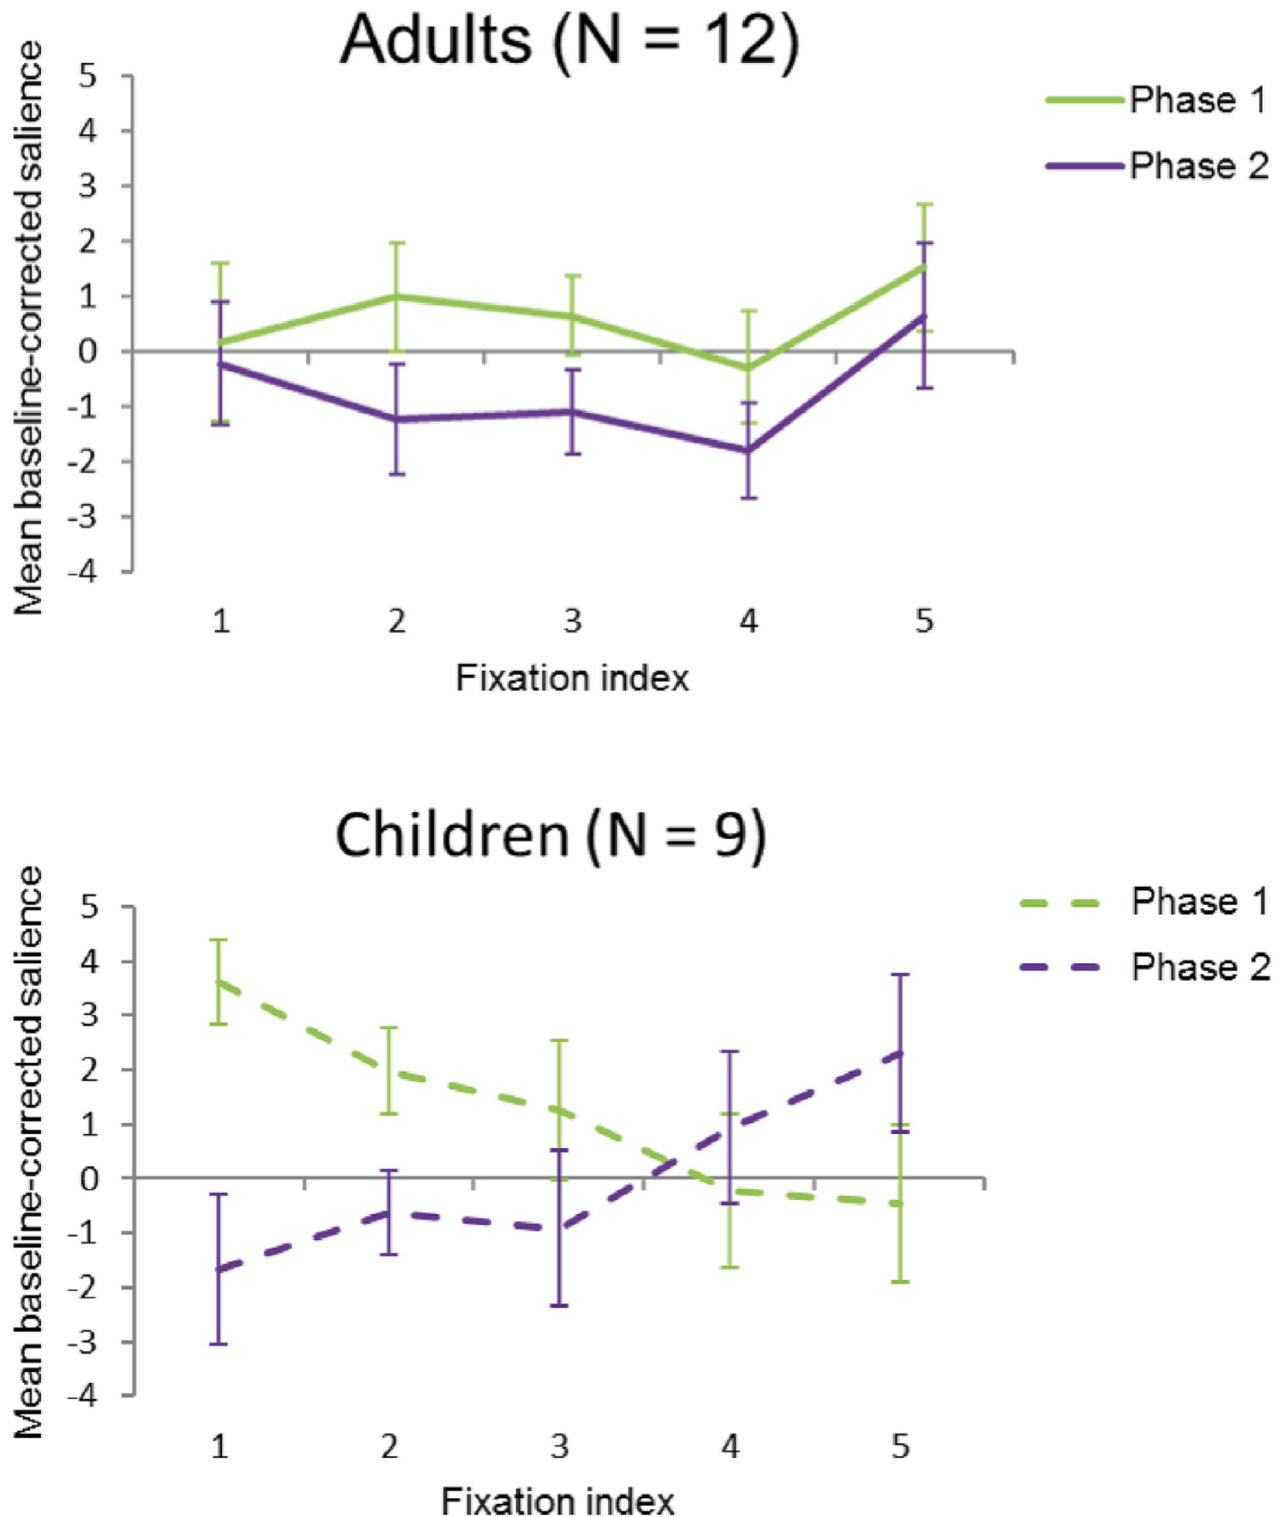 Adults (N = 12)
Mean baseline-corrected salience
5
4
3
2
1
0
-1
-2
-3
-4
1 2 3 4 5
Fixation index
Phase 1
Phase 2
Children (N = 9)
Mean baseline-corrected salience
5
4
3
2
1
0
-1
-2
-3
-4
1 2 3 4 5
Fixation index
Phase 1
Phase 2